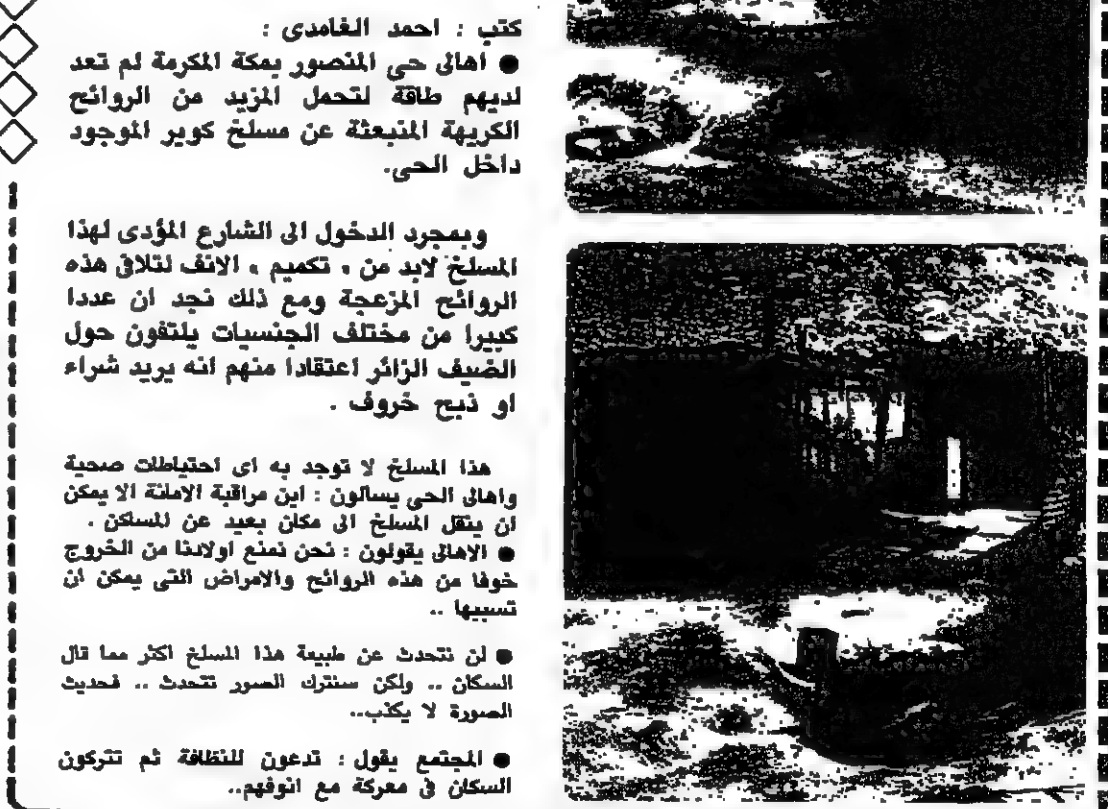 كتب : احمد الغامدى :
● اهالى حى المنصور بمكة المكرمة لم تعد
لديهم طاقة لتحمل المزيد من الروائح
الكريهة المنبعثة عن مسلخ كوير الموجود
داخل الحى.
وبمجرد الدخول الى الشارع المؤدى لهذا
المسلخ لابد من « تكميم » الانف لتلافى هذه
الروائح المزعجة ومع ذلك نجد ان عددا
كبيرا من مختلف الجنسيات يلتفون حول
الضيف الزائر اعتقادا منهم انه يريد شراء
او ذبح خروف .
هذا المسلخ لا توجد به اى احتياطات صحية
واهالى الحى يسألون : اين مراقبة الامانة الا يمكن
ان ينقل المسلخ الى مكان بعيد عن المساكن .
● الاهالى يقولون : نحن نمنع اولادنا من الخروج
خوفا من هذه الروائح والامراض التى يمكن ان
تسببها ..
● لن نتحدث عن طبيعة هذا المسلخ اكثر مما قال
السكان .. ولكن سنترك الصور تتحدث .. فحديث
الصورة لا يكذب..
● المجتمع يقول : تدعون للنظافة ثم تتركون
السكان فى معركة مع انوفهم..